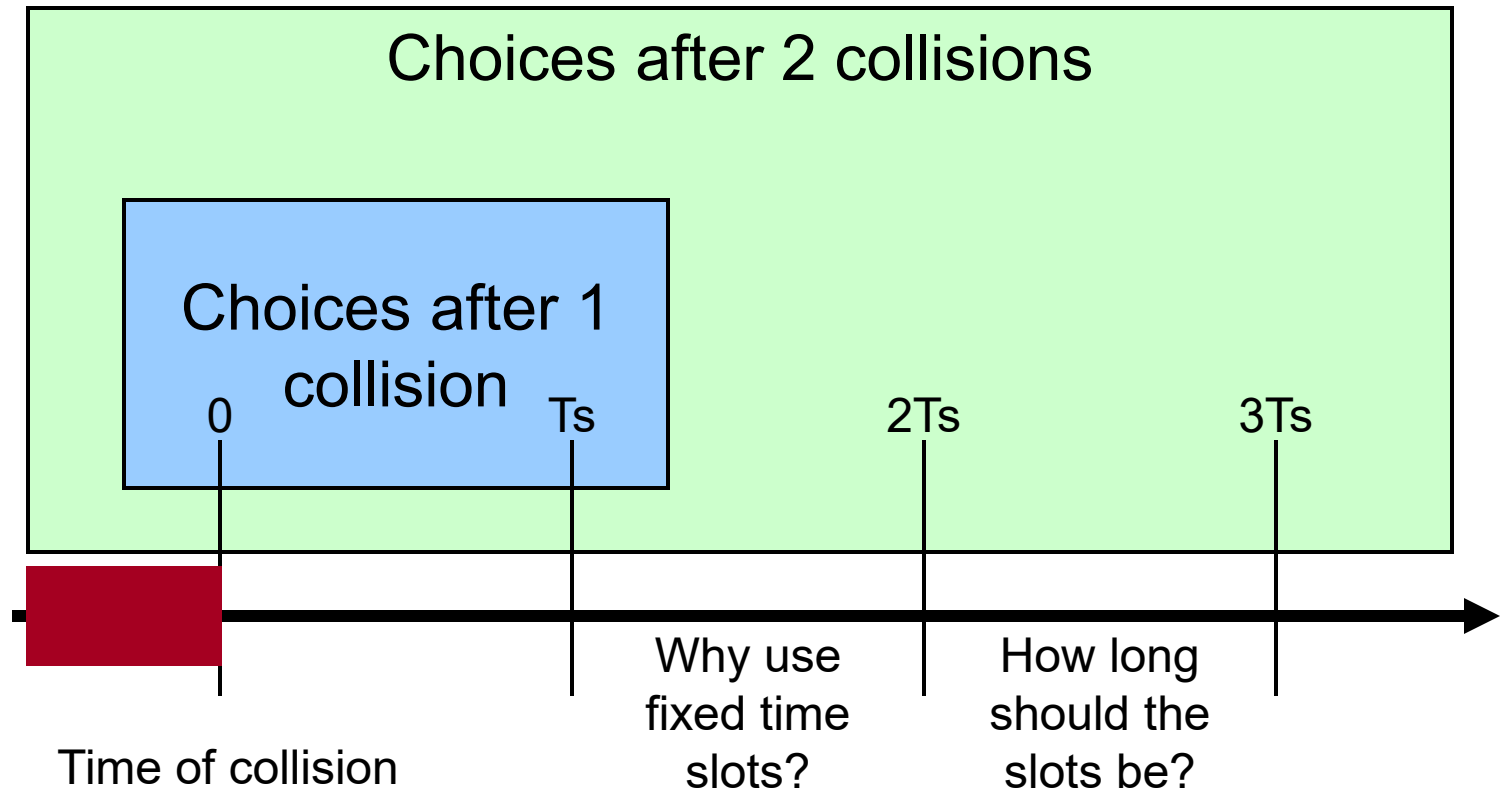 Choices after 2 collisions
Choices after 1
collision
0
Ts
2Ts
3Ts
Why use
fixed time
slots?
How long
should the
slots be?
Time of collision